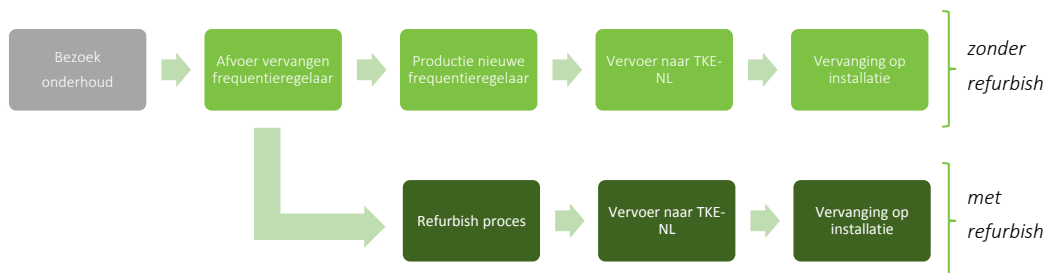 Bezoek
onderhoud
Afvoer vervangen
frequentieregelaar
Productie nieuwe
frequentieregelaar
Vervoer naar TKE-
NL
Vervanging op
installatie
zonder
refurbish
Refurbish proces
Vervoer naar TKE-
NL
Vervanging op
installatie
met
refurbish